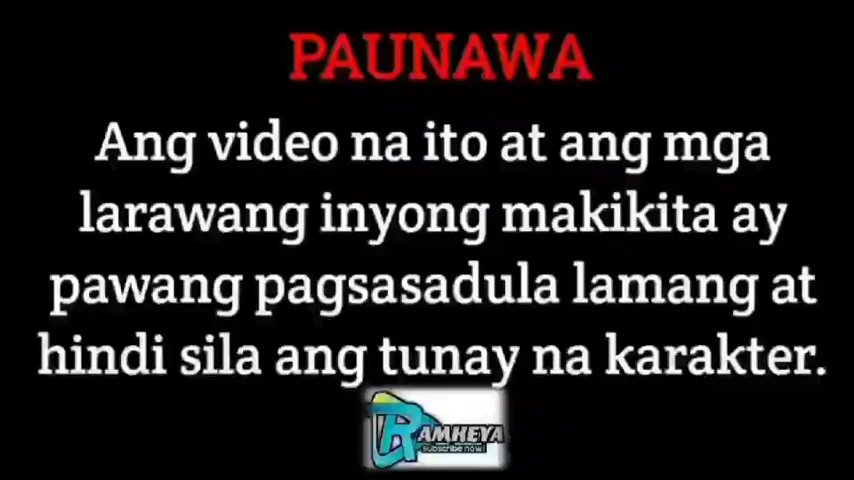 PAUNAWA
Ang video na ito at ang mga
larawang inyong makikita ay
pawang pagsasadula lamang at
hindi sila ang tunay na karakter.
RAMHEYA
subscribe now!